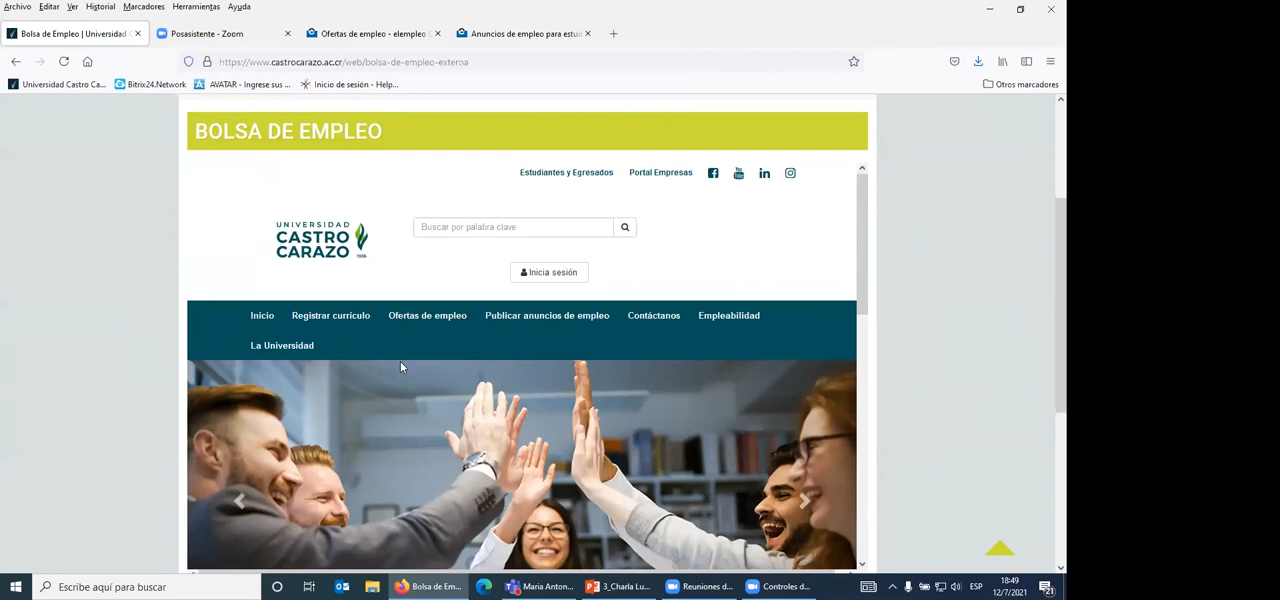 Archivo Editar Ver Historial Marcadores Herramientas Ayuda
Bolsa de Empleo | Universidad C
Posasistente - Zoom
Ofertas de empleo - elempleo C
Anuncios de empleo para estud
https://www.castrocarazo.ac.cr/web/bolsa-de-empleo-externa
Universidad Castro Ca... Bitrix24.Network AVATAR - Ingrese sus ... Inicio de sesión - Help... Otros marcadores
BOLSA DE EMPLEO
Estudiantes y Egresados Portal Empresas
UNIVERSIDAD
CASTRO
CARAZO
Buscar por palabra clave
Inicia sesión
Inicio Registrar currículo Ofertas de empleo Publicar anuncios de empleo Contáctanos Empleabilidad
La Universidad
Escribe aquí para buscar
Bolsa de Em...
Maria Anton...
3_Charla Lu...
Reuniones d...
Controles d...
ESP
18:49
12/7/2021
21